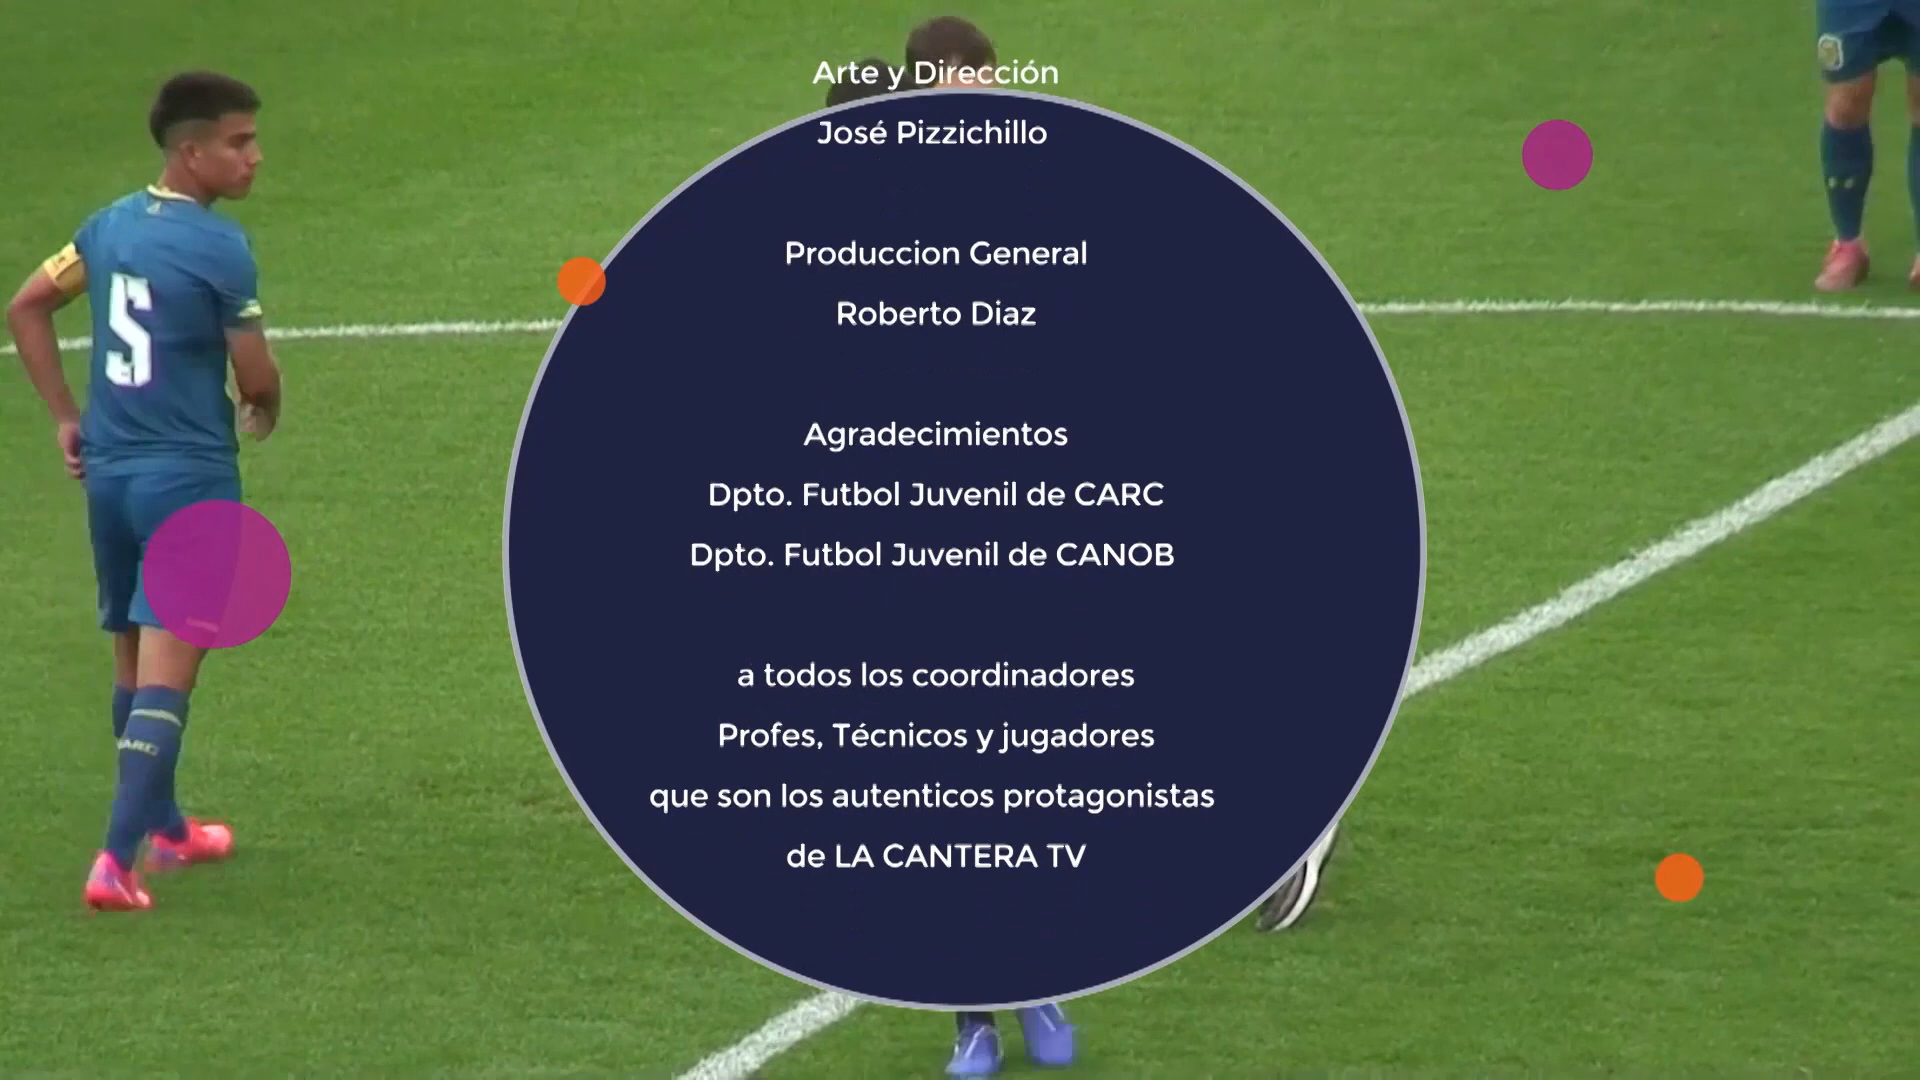 Arte y Dirección
José Pizzichillo
Produccion General
Roberto Diaz
Agradecimientos
Dpto. Futbol Juvenil de CARC
Dpto. Futbol Juvenil de CANOB
a todos los coordinadores
Profes, Técnicos y jugadores
que son los autenticos protagonistas
de LA CANTERA TV
5